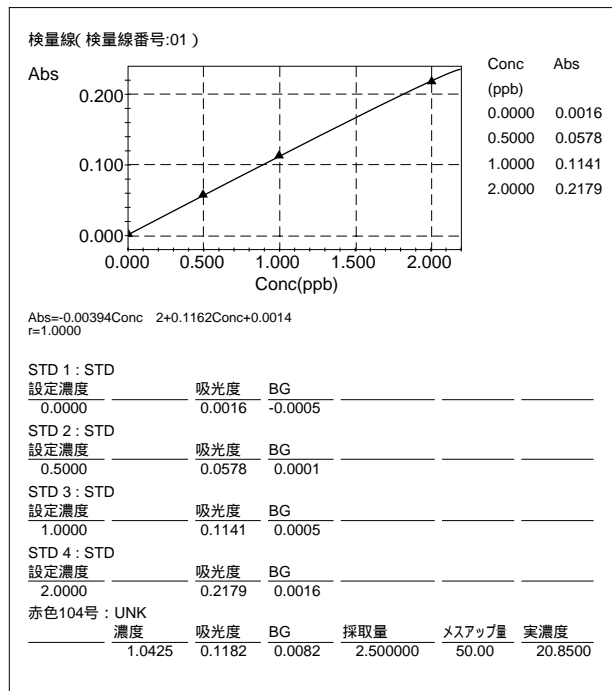 検量線( 検量線番号:01 )
Abs
0.200
0.100
0.000
0.000 0.500 1.000 1.500 2.000
Conc(ppb)
Conc Abs
(ppb)
0.0000 0.0016
0.5000 0.0578
1.0000 0.1141
2.0000 0.2179
Abs=-0.00394Conc 2+0.1162Conc+0.0014
r=1.0000
STD 1 : STD
設定濃度 吸光度 BG
0.0000 0.0016 -0.0005
STD 2 : STD
設定濃度 吸光度 BG
0.5000 0.0578 0.0001
STD 3 : STD
設定濃度 吸光度 BG
1.0000 0.1141 0.0005
STD 4 : STD
設定濃度 吸光度 BG
2.0000 0.2179 0.0016
赤色104号 : UNK
濃度 吸光度 BG 採取量 メスアップ量 実濃度
1.0425 0.1182 0.0082 2.500000 50.00 20.8500